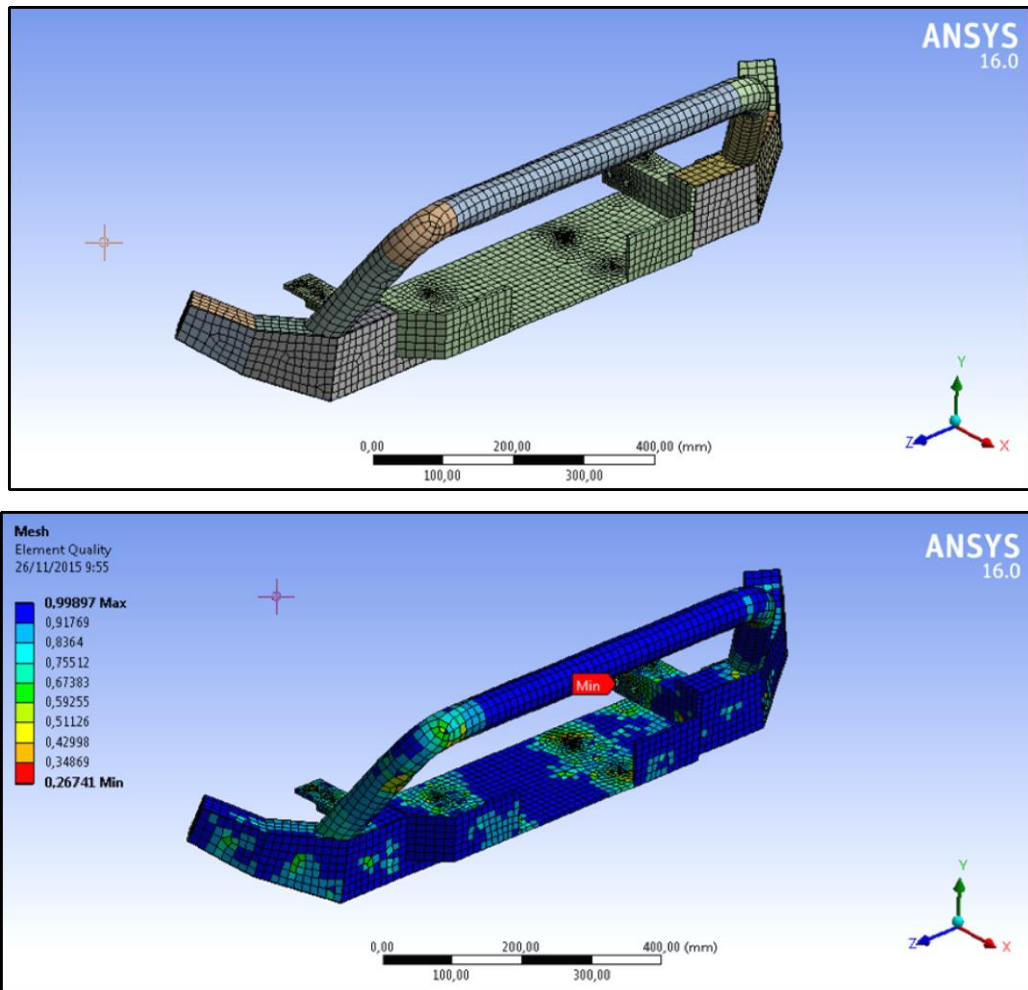 ANSYS
16.0
Y
Z
X
0,00
200,00
400,00 (mm)
100,00
300,00
Mesh
Element Quality
26/11/2015 9:55
0,99897 Max
0,91769
0,8364
0,75512
0,67383
0,59255
0,51126
0,42998
0,34869
0,26741 Min
ANSYS
16.0
Min
Y
Z
X
0,00
200,00
400,00 (mm)
100,00
300,00